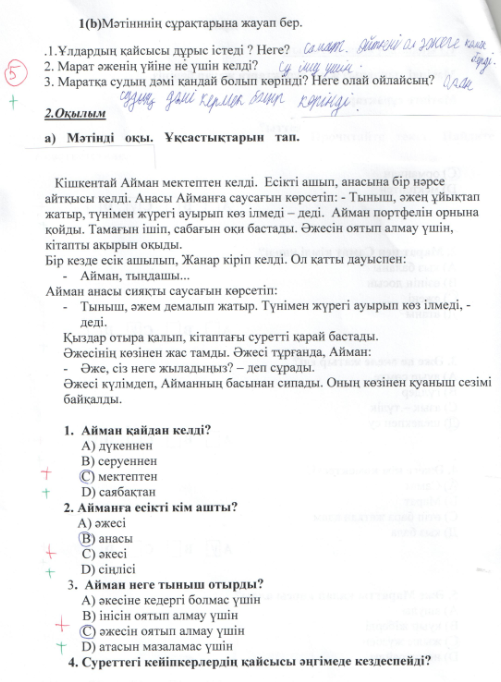 1(b)Мәтінннің сұрақтарына жауап бер.
.1.Ұлдардың қайсысы дұрыс істеді ? Неге? самат. Өйткені ол әжеге көмек
2. Марат әженің үйіне не үшін келді? су ішу үшін.
3. Маратқа судың дәмі қандай болып көрінді? Неге олай ойлайсың? Оған
5
+
судың дәмі кермек болып көрінді.
2.Оқылым
а) Мәтінді оқы. Ұқсастықтарын тап.
Кішкентай Айман мектептен келді. Есікті ашып, анасына бір нәрсе
айтқысы келді. Анасы Айманға саусағын көрсетіп: - Тыныш, әжең ұйықтап
жатыр, түнімен жүрегі ауырып көз ілмеді – деді. Айман портфелін орнына
қойды. Тамағын ішіп, сабағын оқи бастады. Әжесін оятып алмау үшін,
кітапты ақырын оқыды.
Бір кезде есік ашылып, Жанар кіріп келді. Ол қатты дауыспен:
- Айман, тыңдашы...
Айман анасы сияқты саусағын көрсетіп:
- Тыныш, әжем демалып жатыр. Түнімен жүрегі ауырып көз ілмеді, -
деді.
Қыздар отыра қалып, кітаптағы суретті қарай бастады.
Әжесінің көзінен жас тамды. Әжесі тұрғанда, Айман:
- Әже, сіз неге жыладыңыз? – деп сұрады.
Әжесі күлімдеп, Айманның басынан сипады. Оның көзінен қуаныш сезімі
байқалды.
1. Айман қайдан келді?
А) дүкеннен
В) серуеннен
+ С) мектептен
+ D) саябақтан
2. Айманға есікті кім ашты?
А) әжесі
В) анасы
+ С) әкесі
+ D) сіңлісі
3. Айман неге тыныш отырды?
А) әкесіне кедергі болмас үшін
+ В) інісін оятып алмау үшін
С) әжесін оятып алмау үшін
+ D) атасын мазаламас үшін
4. Суреттегі кейіпкерлердің қайсысы әңгімеде кездеспейді?